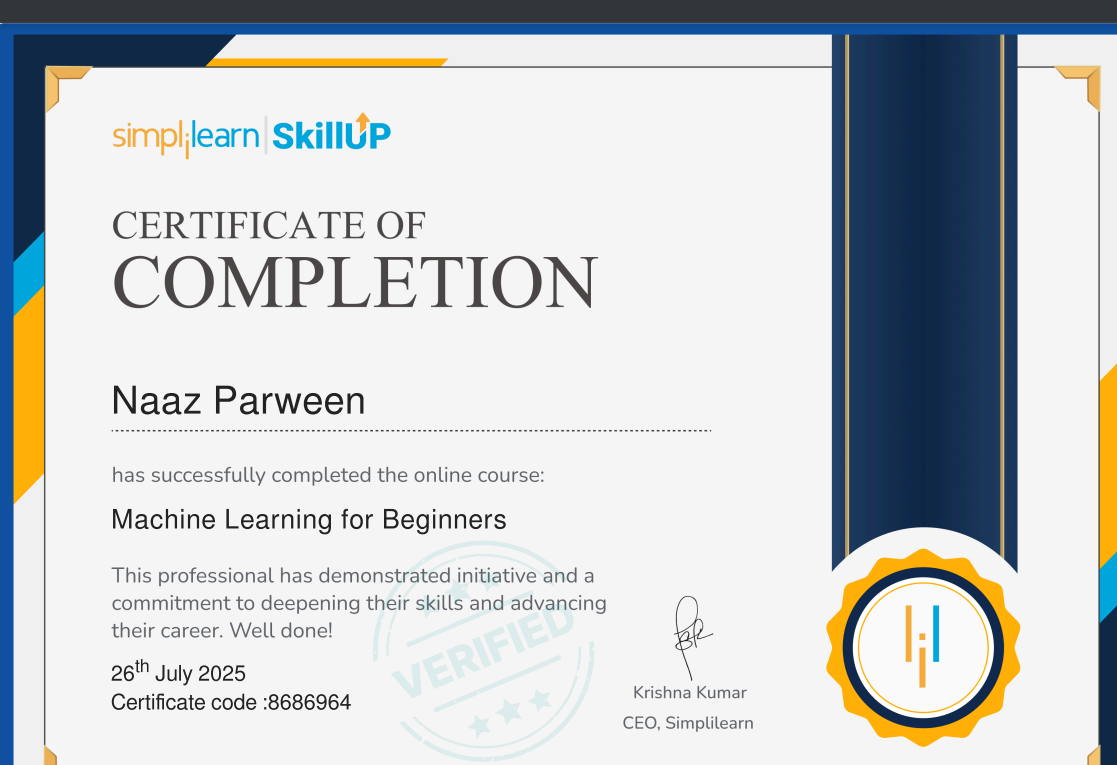 simplilearn | SkillUP
CERTIFICATE OF
COMPLETION
Naaz Parween
has successfully completed the online course:
Machine Learning for Beginners
This professional has demonstrated initiative and a
commitment to deepening their skills and advancing
their career. Well done!
VERIFIED
26th July 2025
Certificate code :8686964
Krishna Kumar
CEO, Simplilearn